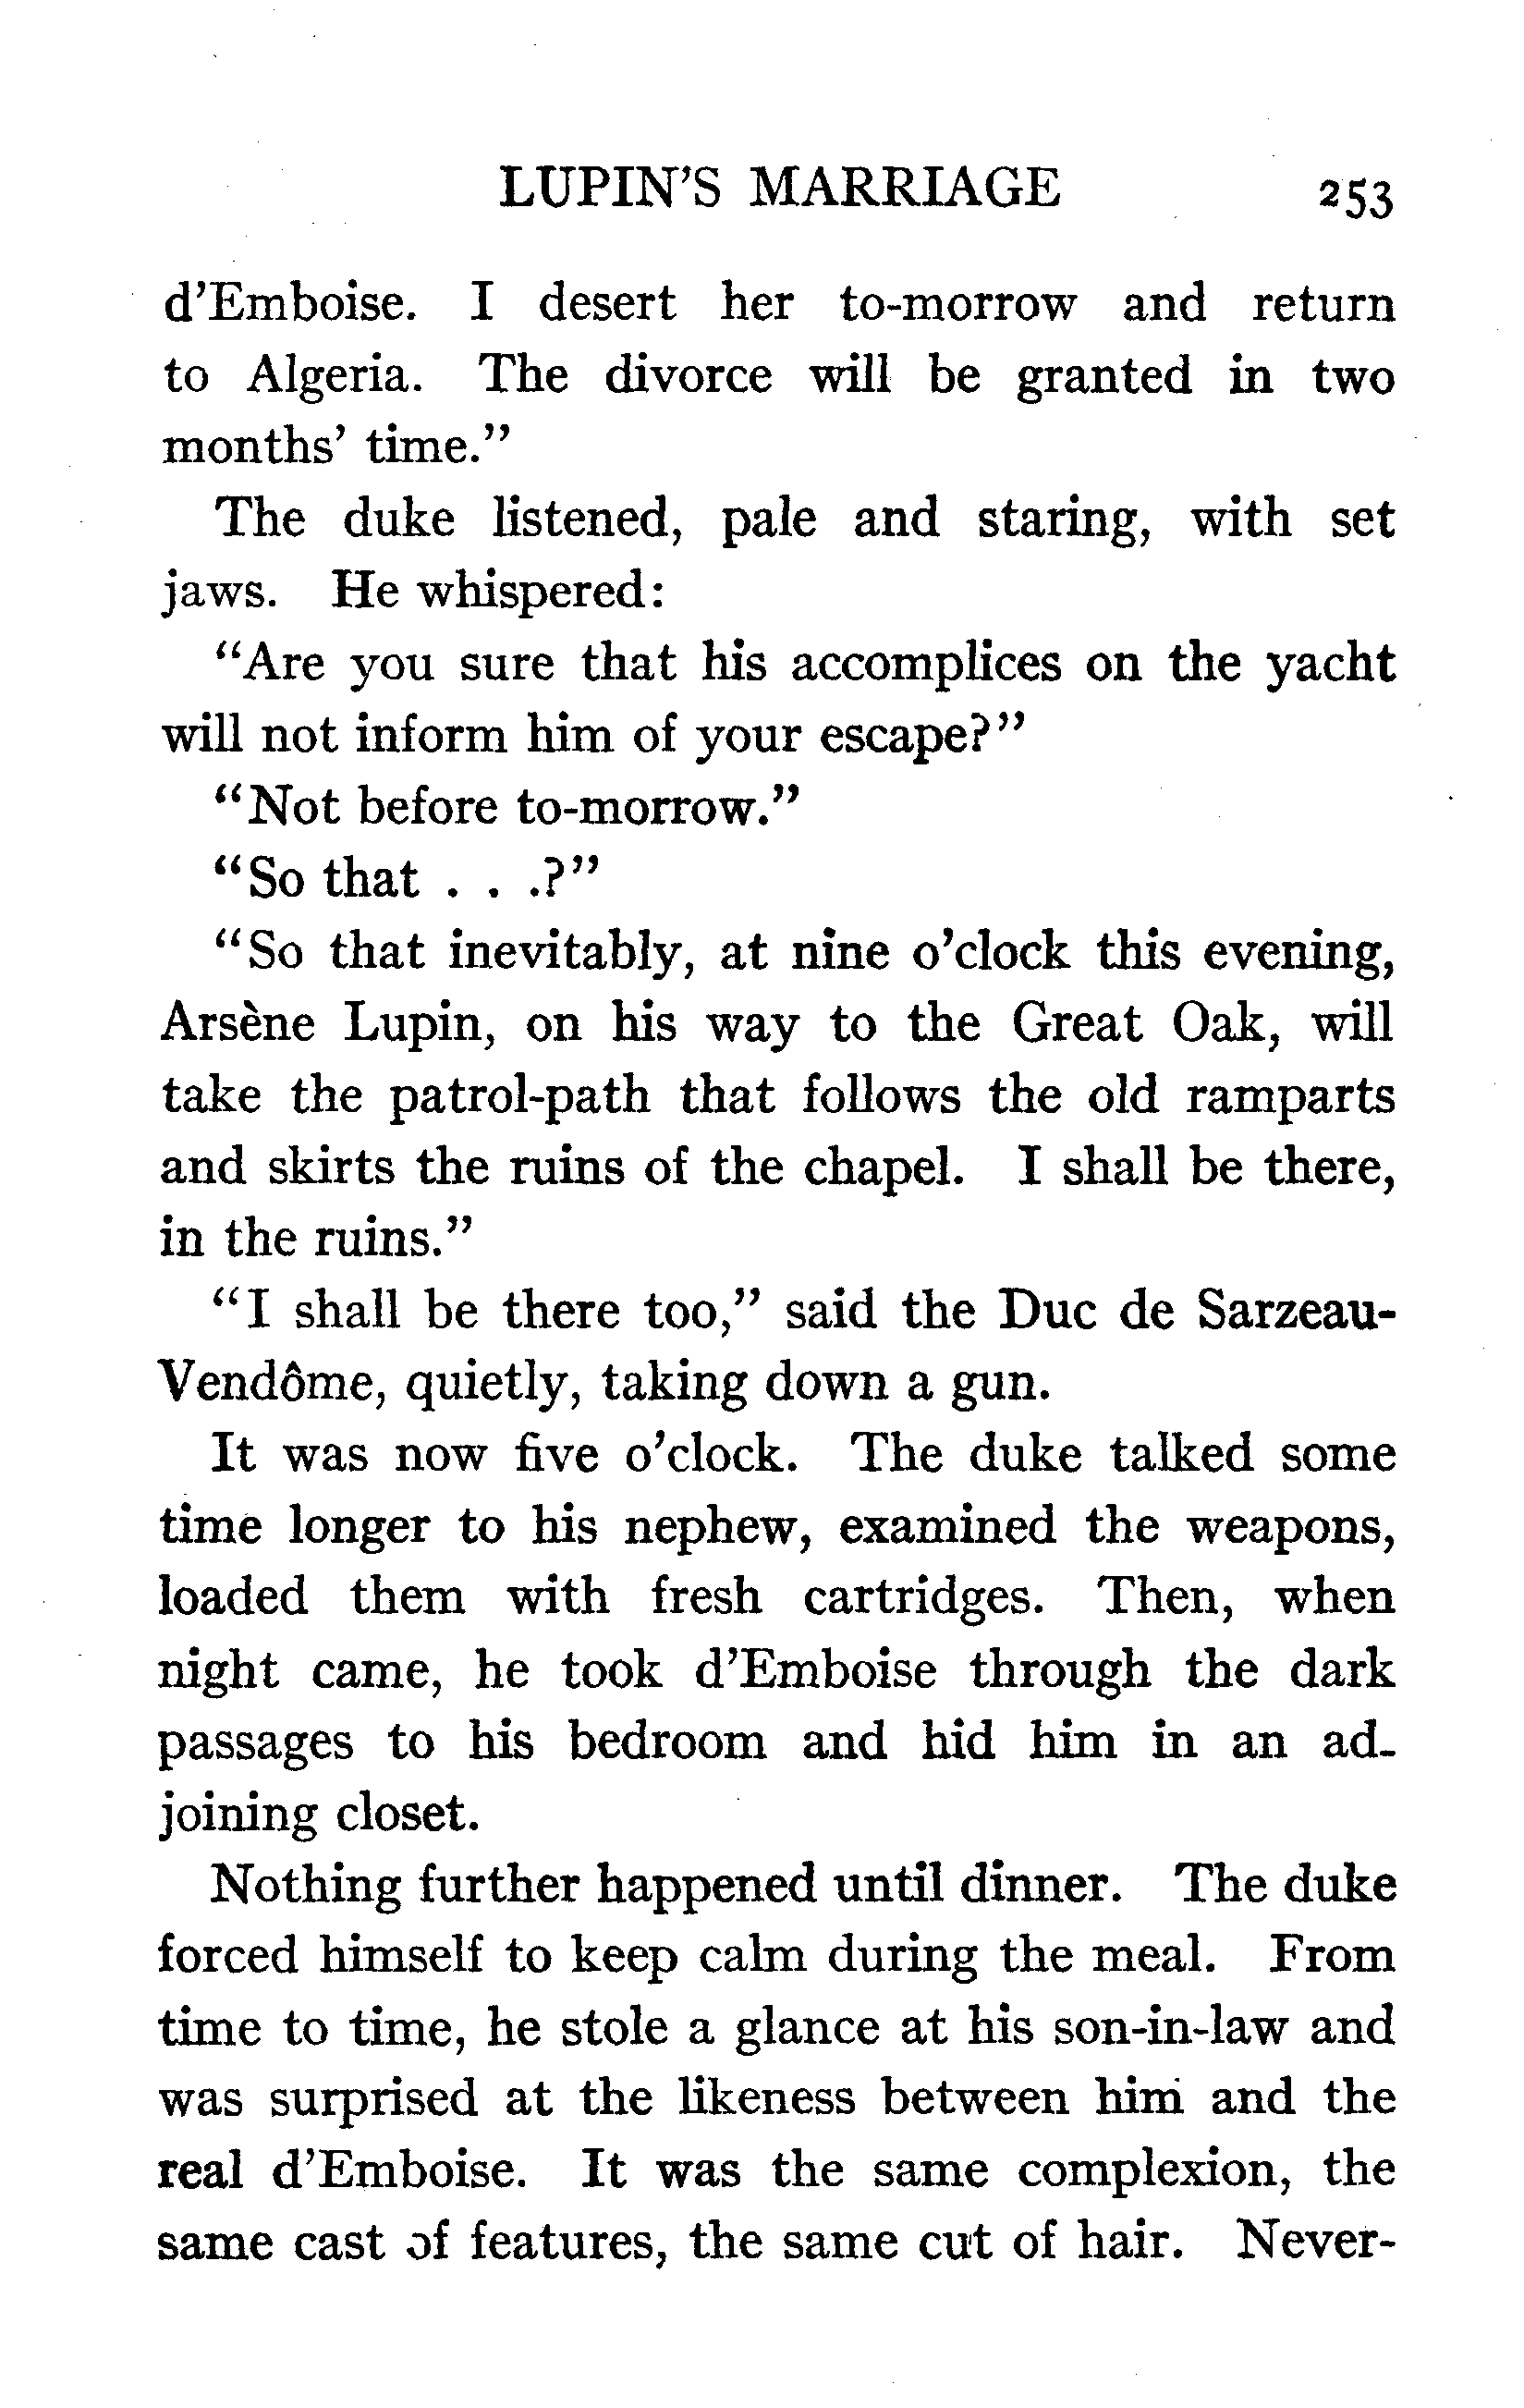 LUPIN'S MARRIAGE 253
d'Emboise. I desert her to-morrow and return
to Algeria. The divorce will be granted in two
months' time."
The duke listened, pale and staring, with set
jaws. He whispered:
"Are you sure that his accomplices on the yacht
will not inform him of your escape?"
"Not before to-morrow."
"So that . . .?"
"So that inevitably, at nine o'clock this evening,
Arsène Lupin, on his way to the Great Oak, will
take the patrol-path that follows the old ramparts
and skirts the ruins of the chapel. I shall be there,
in the ruins."
"I shall be there too," said the Duc de Sarzeau-
Vendôme, quietly, taking down a gun.
It was now five o'clock. The duke talked some
time longer to his nephew, examined the weapons,
loaded them with fresh cartridges. Then, when
night came, he took d'Emboise through the dark
passages to his bedroom and hid him in an ad-
joining closet.
Nothing further happened until dinner. The duke
forced himself to keep calm during the meal. From
time to time, he stole a glance at his son-in-law and
was surprised at the likeness between him and the
real d'Emboise. It was the same complexion, the
same cast of features, the same cut of hair. Never-